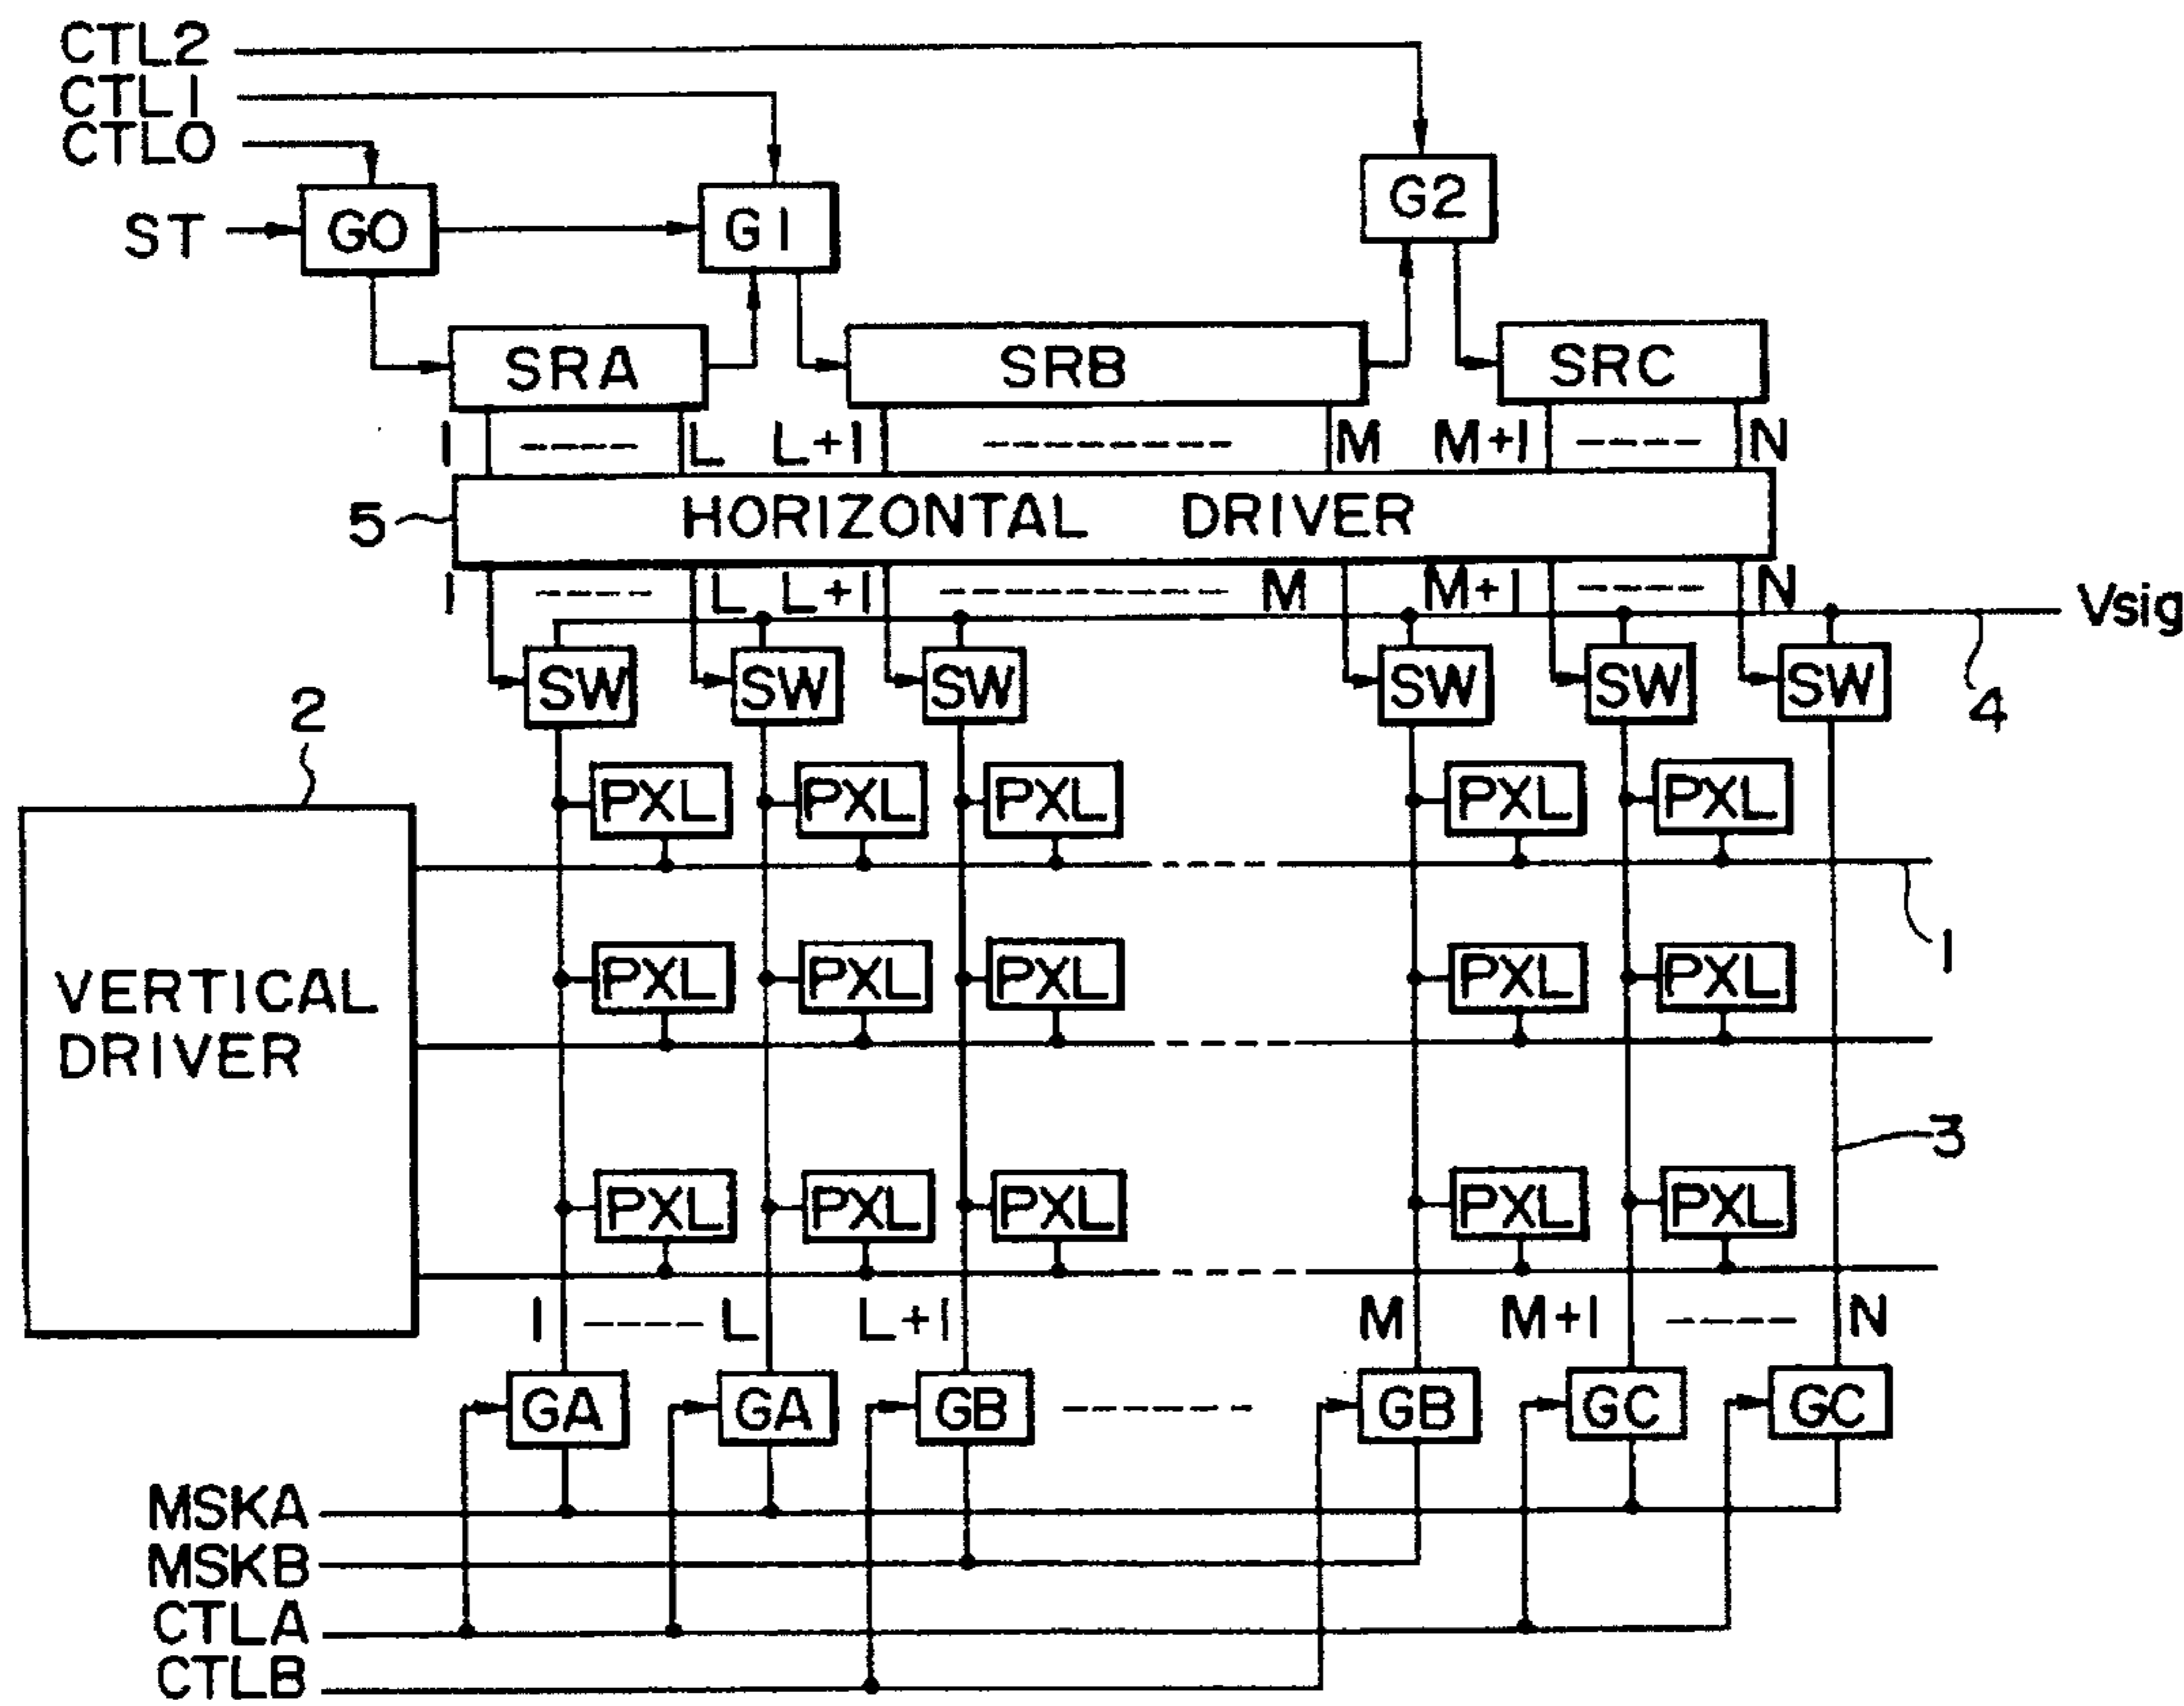 CTL2
CTL1
CTL0
ST
G0
G1
G2
SRA
SRB
SRC
1 ----- L L+1 ----------- M M+1 ----- N
5
HORIZONTAL DRIVER
1 ----- L L+1 ------------- M M+1 ----- N
Vsig
SW SW SW SW SW SW
4
2
PXL PXL PXL PXL PXL
1
VERTICAL
DRIVER
PXL PXL PXL PXL PXL
3
PXL PXL PXL PXL PXL
1 ----- L L+1 M M+1 ----- N
GA GA GB -------- GB GC GC
MSKA
MSKB
CTLA
CTLB